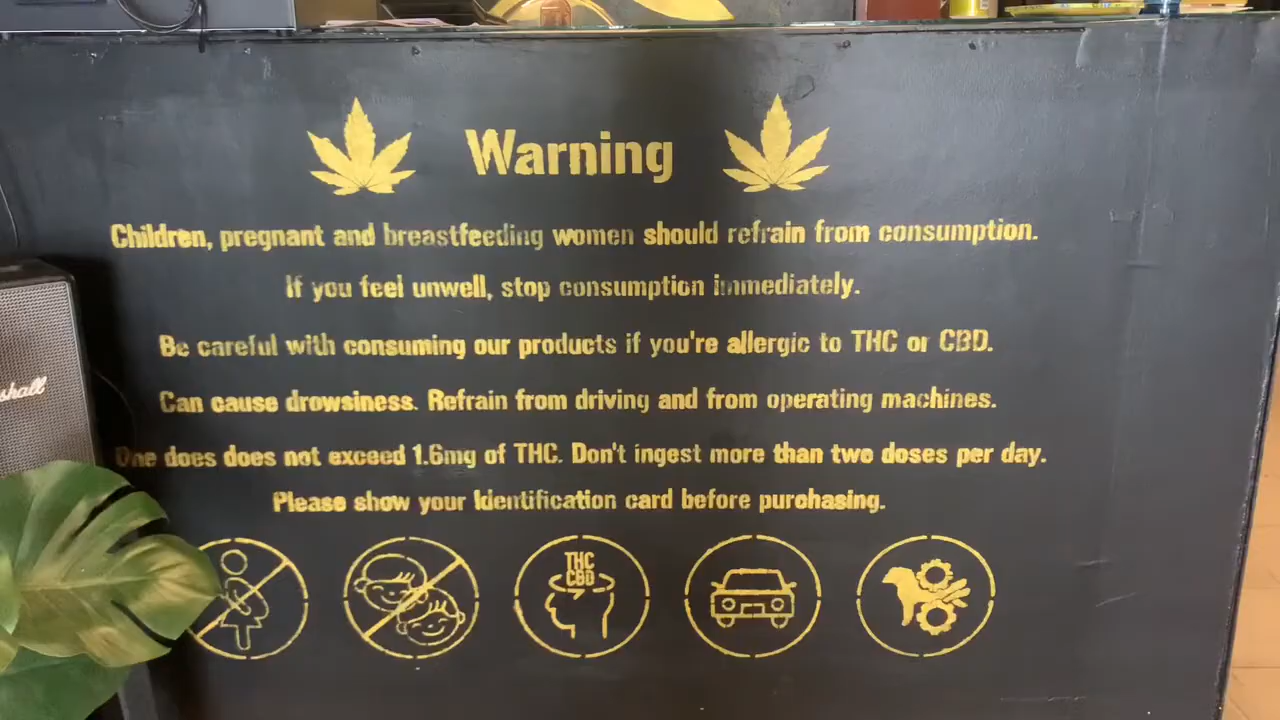 Warning
Children, pregnant and breastfeeding women should refrain from consumption.
If you feel unwell, stop consumption immediately.
Be careful with consuming our products if you're allergic to THC or CBD.
Can cause drowsiness. Refrain from driving and from operating machines.
One does does not exceed 1.6mg of THC. Don't ingest more than two doses per day.
Please show your Identification card before purchasing.
THC
CBD
shall